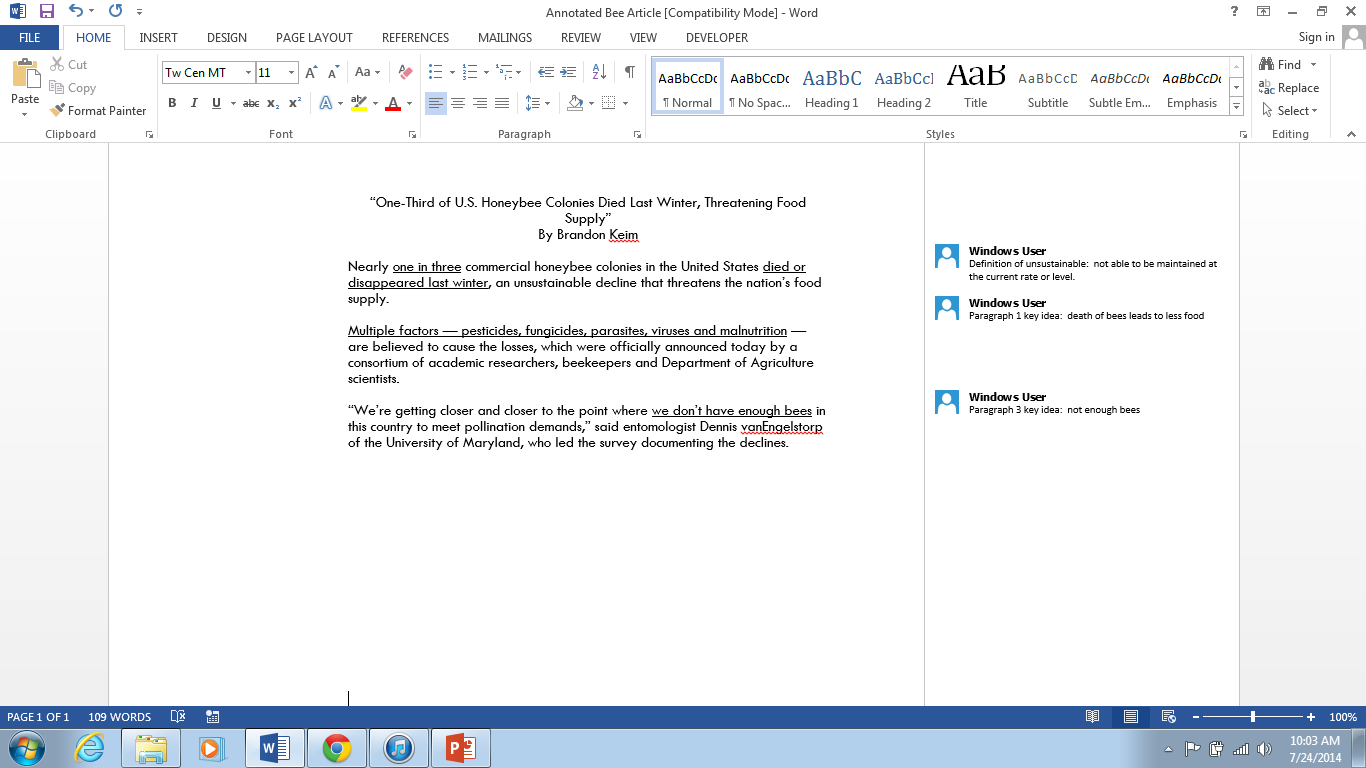 Annotated Bee Article [Compatibility Mode] - Word
FILE HOME INSERT DESIGN PAGE LAYOUT REFERENCES MAILINGS REVIEW VIEW DEVELOPER Sign in
Paste
Cut
Copy
Format Painter
Clipboard
Tw Cen MT 11
Font
Paragraph
AaBbCcDc AaBbCcDc AaBbC AaBbCcI AaB AaBbCcD AaBbCcDc AaBbCcDc
¶ Normal ¶ No Spac... Heading 1 Heading 2 Title Subtitle Subtle Em... Emphasis
Styles
Find
Replace
Select
Editing
“One-Third of U.S. Honeybee Colonies Died Last Winter, Threatening Food
Supply”
By Brandon Keim
Nearly one in three commercial honeybee colonies in the United States died or
disappeared last winter, an unsustainable decline that threatens the nation’s food
supply.
Multiple factors — pesticides, fungicides, parasites, viruses and malnutrition —
are believed to cause the losses, which were officially announced today by a
consortium of academic researchers, beekeepers and Department of Agriculture
scientists.
“We’re getting closer and closer to the point where we don’t have enough bees in
this country to meet pollination demands,” said entomologist Dennis vanEngelstorp
of the University of Maryland, who led the survey documenting the declines.
Windows User
Definition of unsustainable: not able to be maintained at
the current rate or level.
Windows User
Paragraph 1 key idea: death of bees leads to less food
Windows User
Paragraph 3 key idea: not enough bees
PAGE 1 OF 1 109 WORDS 100%
10:03 AM
7/24/2014